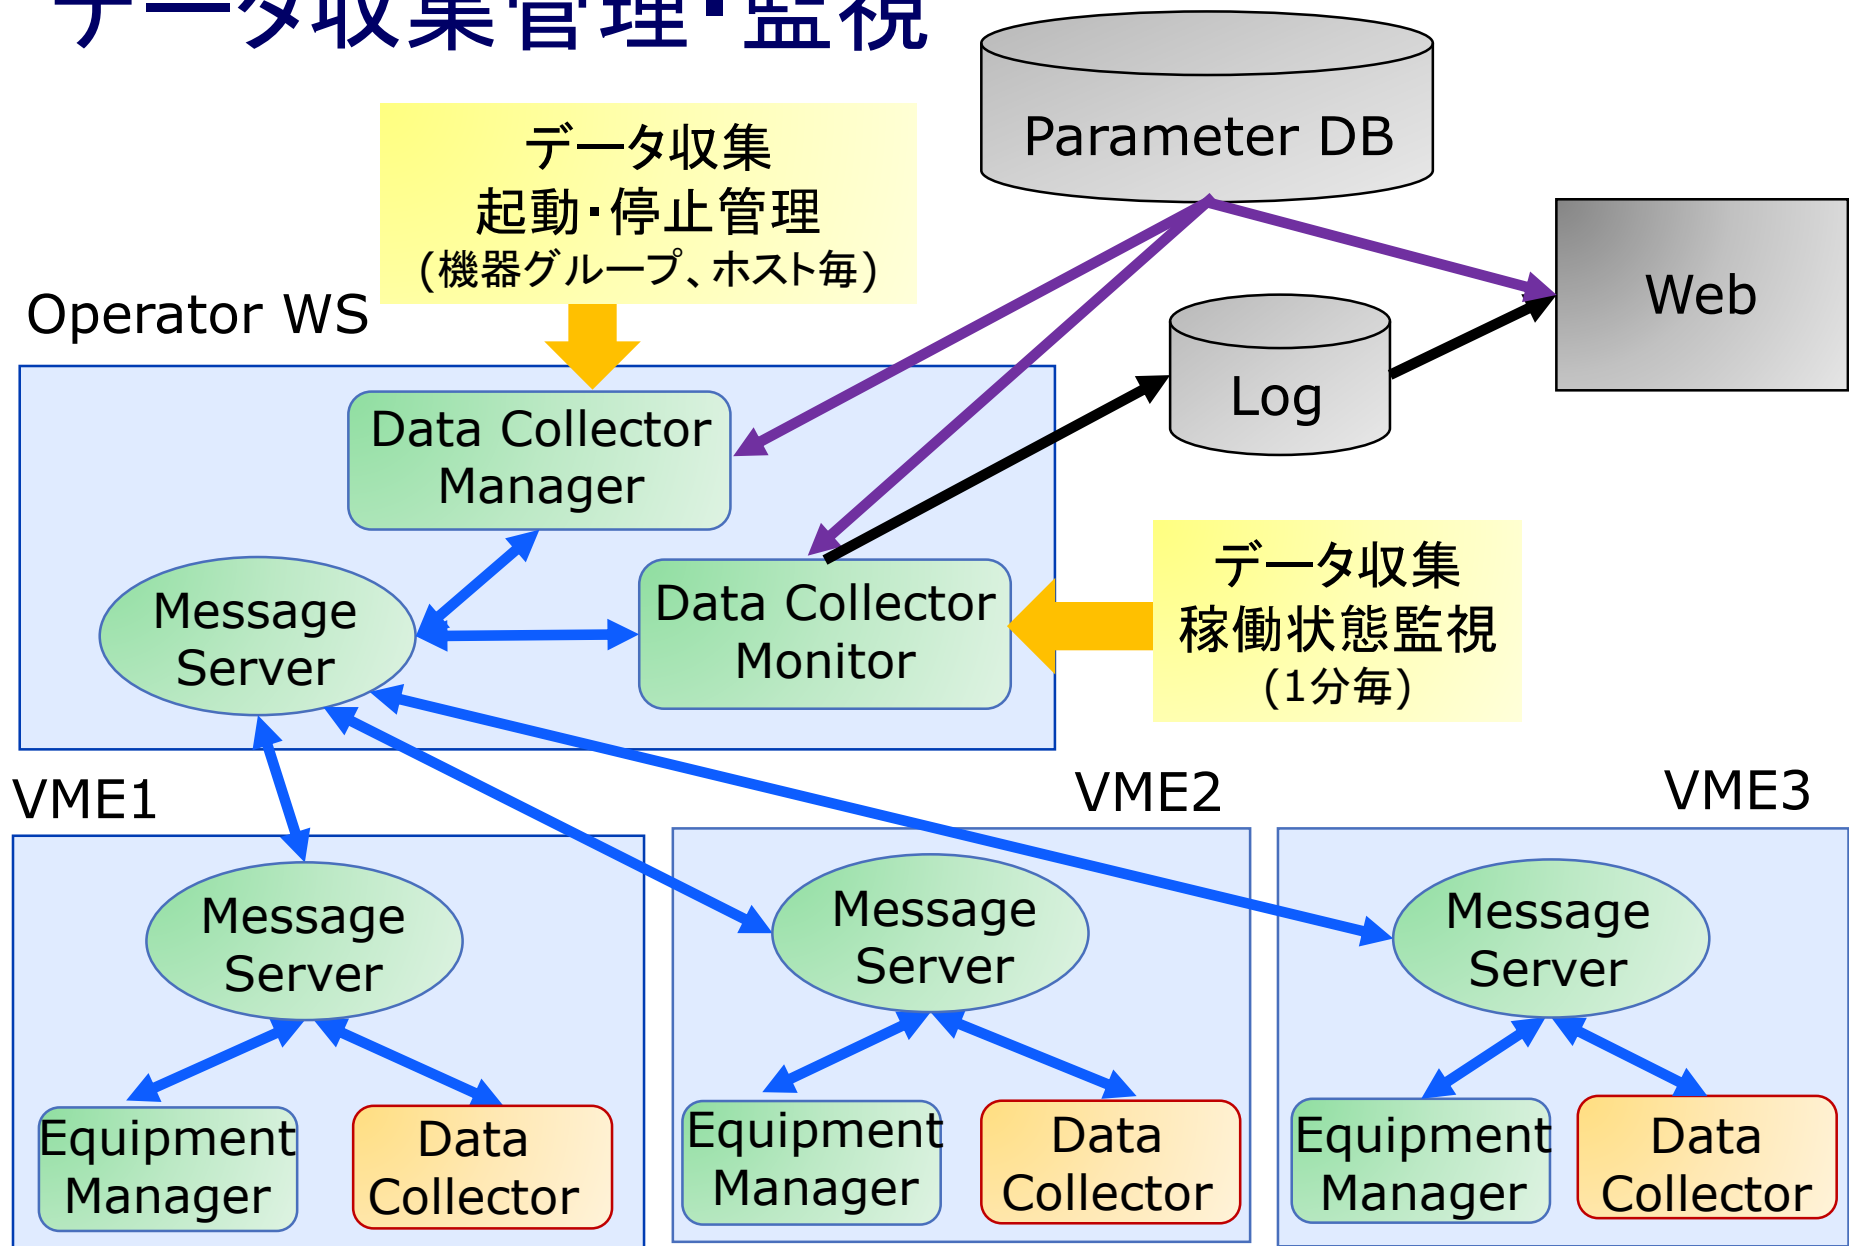 データ収集管理・監視
Parameter DB
データ収集
起動・停止管理
(機器グループ、ホスト毎)
Web
Operator WS
Log
Data Collector
Manager
データ収集
稼働状態監視
(1分毎)
Message
Server
Data Collector
Monitor
VME1
VME2
VME3
Message
Server
Message
Server
Message
Server
Equipment
Manager
Data
Collector
Equipment
Manager
Data
Collector
Equipment
Manager
Data
Collector